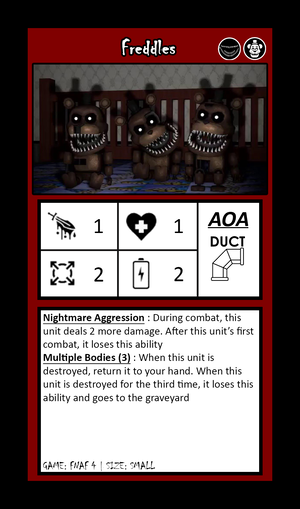 Freddles
1
1
AOA
DUCT
2
2
Nightmare Aggression : During combat, this
unit deals 2 more damage. After this unit's first
combat, it loses this ability
Multiple Bodies (3) : When this unit is
destroyed, return it to your hand. When this
unit is destroyed for the third time, it loses this
ability and goes to the graveyard
GAME: FNAF 4 | SIZE: SMALL